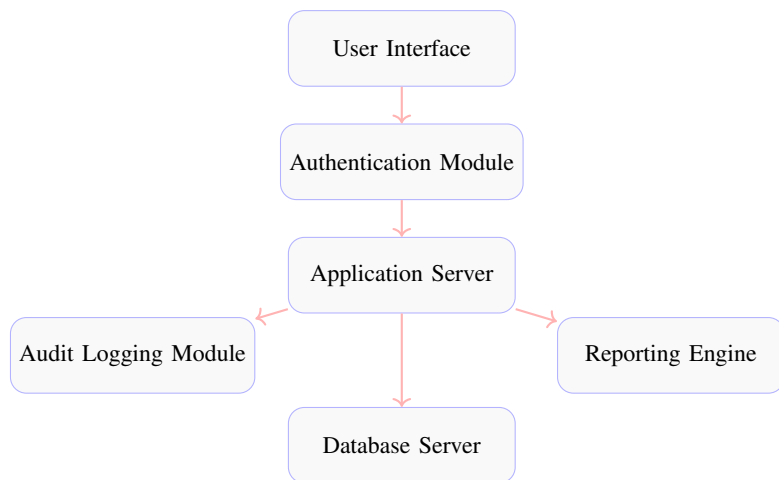 User Interface
Authentication Module
Application Server
Audit Logging Module
Reporting Engine
Database Server